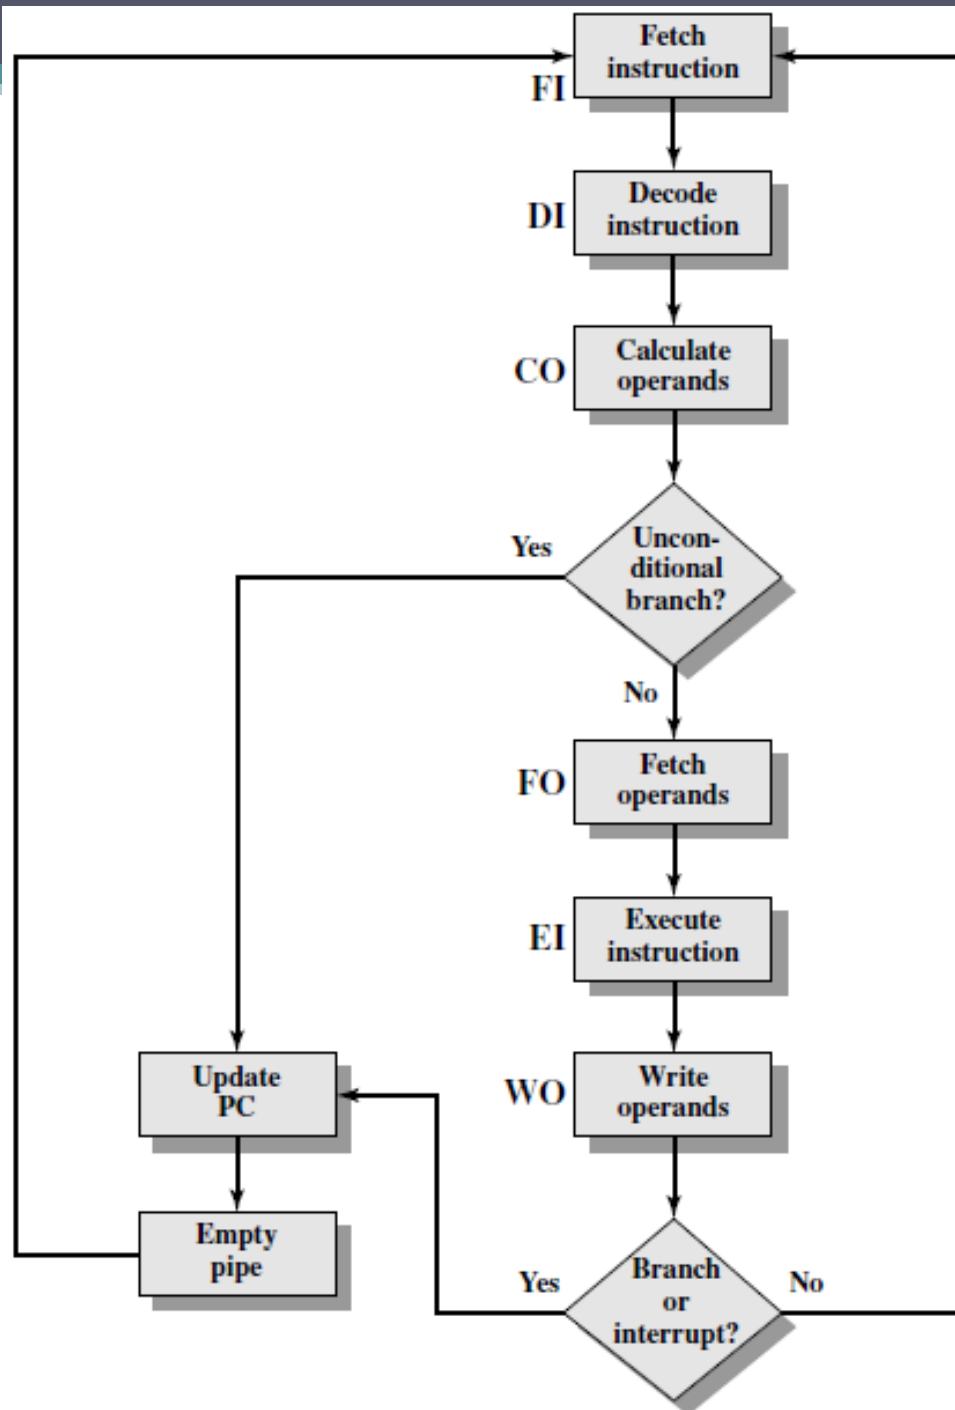 Fetch
instruction
FI
Decode
instruction
DI
Calculate
operands
CO
Uncon-
ditional
branch?
Yes
No
Fetch
operands
FO
Execute
instruction
EI
Write
operands
WO
Update
PC
Empty
pipe
Branch
or
interrupt?
Yes
No